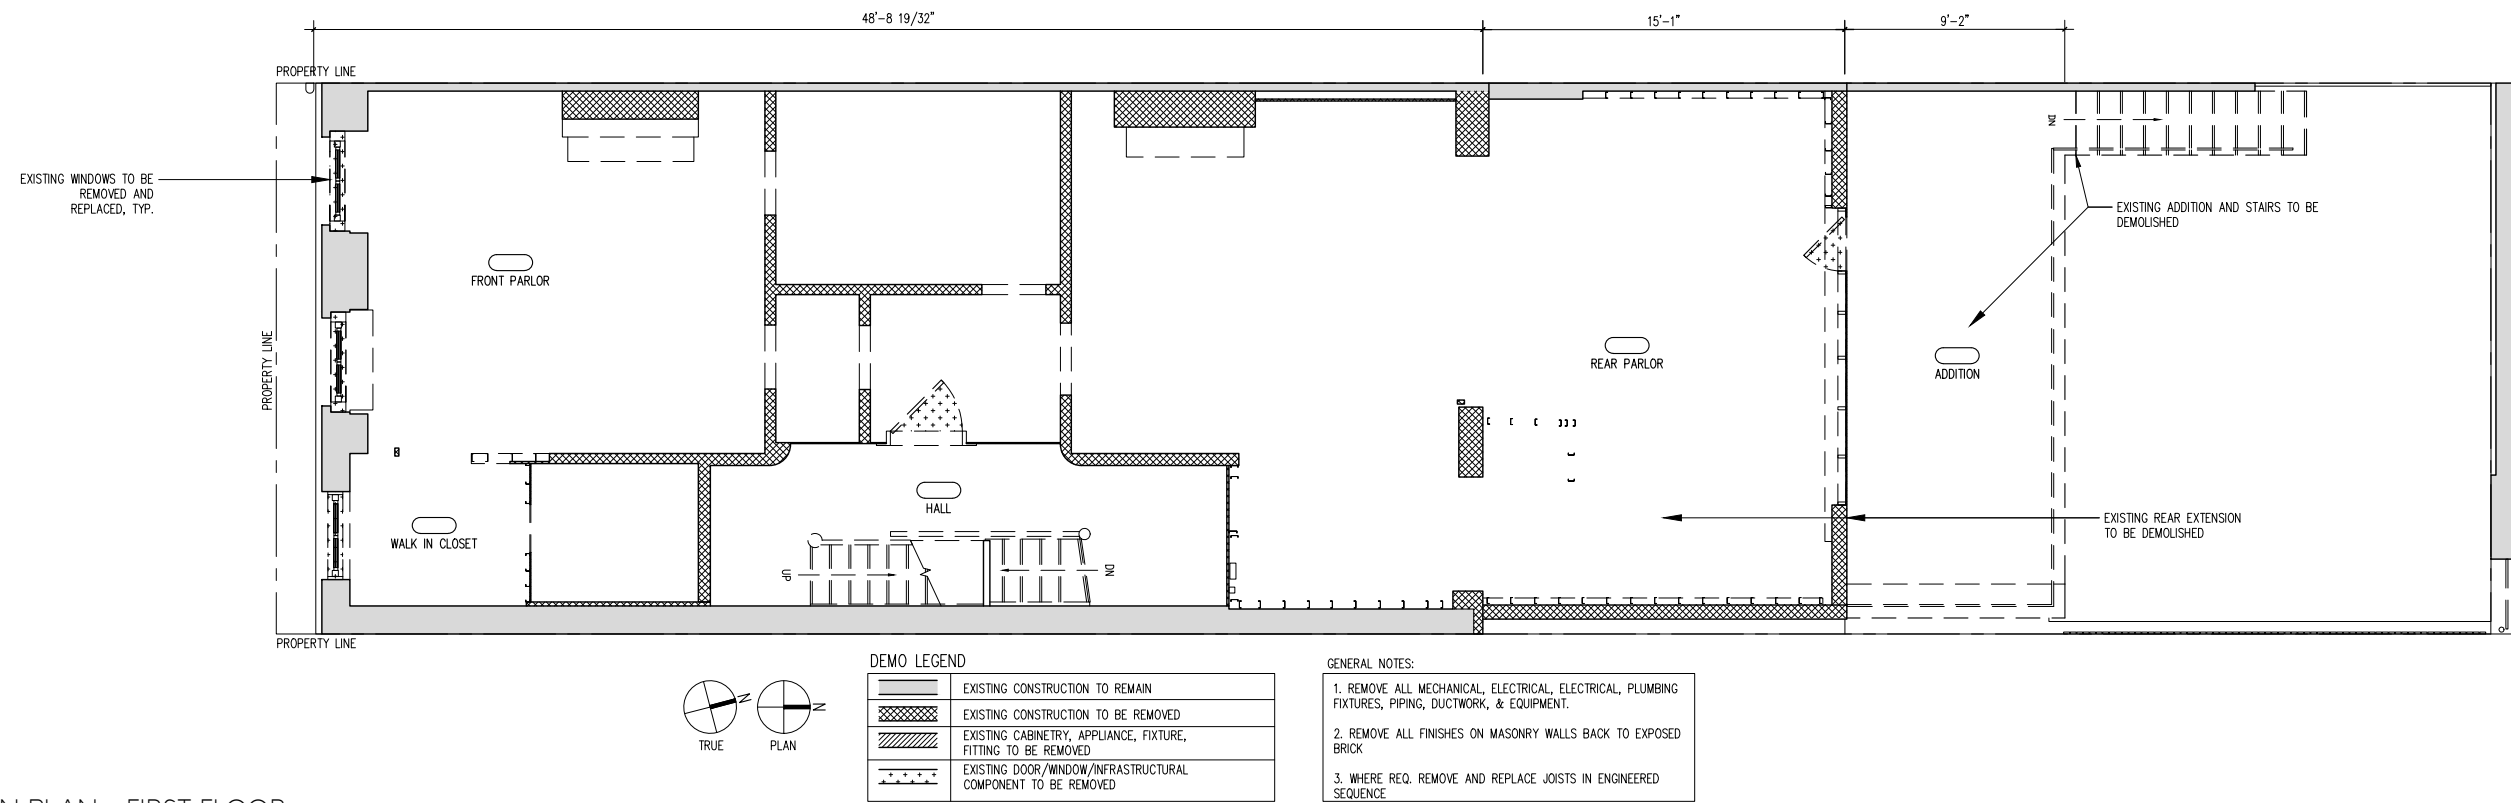 48'-8 19/32"
15'-1"
9'-2"
PROPERTY LINE
EXISTING WINDOWS TO BE
REMOVED AND
REPLACED, TYP.
DN
EXISTING ADDITION AND STAIRS TO BE
DEMOLISHED
FRONT PARLOR
PROPERTY LINE
REAR PARLOR
ADDITION
HALL
WALK IN CLOSET
UP
DN
EXISTING REAR EXTENSION
TO BE DEMOLISHED
PROPERTY LINE
N
TRUE
N
PLAN
DEMO LEGEND
EXISTING CONSTRUCTION TO REMAIN
EXISTING CONSTRUCTION TO BE REMOVED
EXISTING CABINETRY, APPLIANCE, FIXTURE,
FITTING TO BE REMOVED
EXISTING DOOR/WINDOW/INFRASTRUCTURAL
COMPONENT TO BE REMOVED
GENERAL NOTES:
1. REMOVE ALL MECHANICAL, ELECTRICAL, ELECTRICAL, PLUMBING
FIXTURES, PIPING, DUCTWORK, & EQUIPMENT.
2. REMOVE ALL FINISHES ON MASONRY WALLS BACK TO EXPOSED
BRICK
3. WHERE REQ. REMOVE AND REPLACE JOISTS IN ENGINEERED
SEQUENCE
N PLAN - FIRST FLOOR